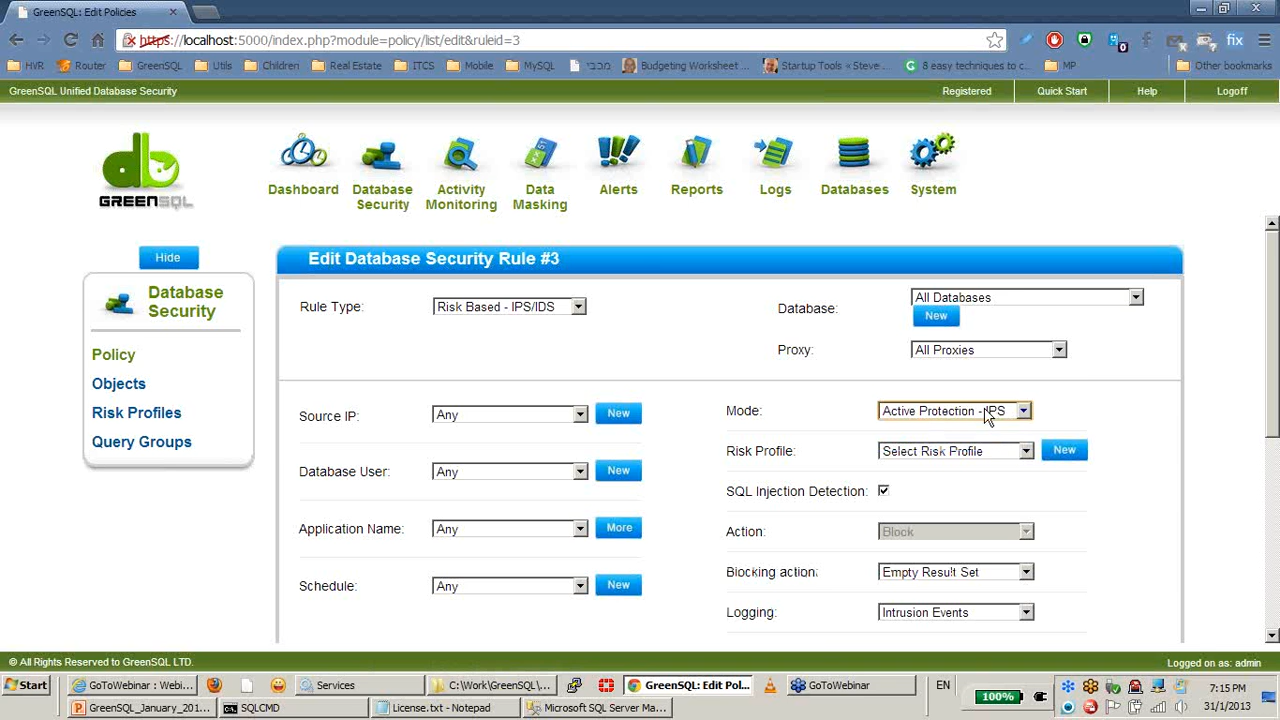 GreenSQL: Edit Policies
https://localhost:5000/index.php?module=policy/list/edit&ruleid=3
HVR Router GreenSQL Utils Children Real Estate ITCS Mobile MySQL מכבי Budgeting Worksheet ... Startup Tools « Steve... 8 easy techniques to c... MP Other bookmarks
fix
0
GreenSQL Unified Database Security Registered Quick Start Help Logoff
GREENSQL
Dashboard
Database Security
Activity Monitoring
Data Masking
Alerts
Reports
Logs
Databases
System
Hide
Database
Security
Policy
Objects
Risk Profiles
Query Groups
Edit Database Security Rule #3
Rule Type: Risk Based - IPS/IDS
Database: All Databases
New
Proxy: All Proxies
Source IP: Any New
Database User: Any New
Application Name: Any More
Schedule: Any New
Mode: Active Protection - IPS
Risk Profile: Select Risk Profile New
SQL Injection Detection:
Action: Block
Blocking action: Empty Result Set
Logging: Intrusion Events
© All Rights Reserved to GreenSQL LTD. Logged on as: admin
Start GoToWebinar : Webi... Services C:\Work\GreenSQL\... GreenSQL: Edit Pol... GoToWebinar EN 100% 7:15 PM
GreenSQL_January_201... SQLCMD License.txt - Notepad Microsoft SQL Server Ma... 31/1/2013